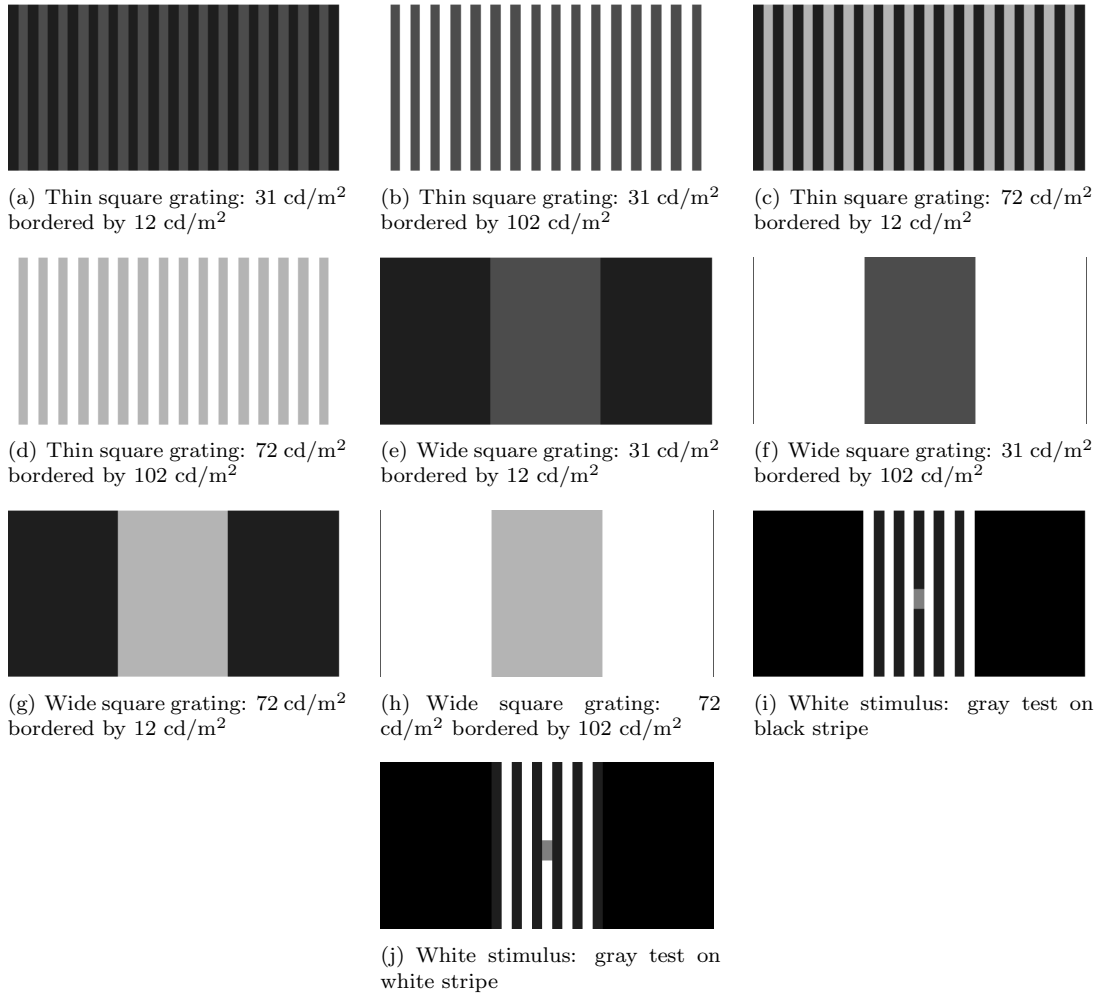 (a) Thin square grating: 31 cd/m²
bordered by 12 cd/m²
(b) Thin square grating: 31 cd/m²
bordered by 102 cd/m²
(c) Thin square grating: 72 cd/m²
bordered by 12 cd/m²
(d) Thin square grating: 72 cd/m²
bordered by 102 cd/m²
(e) Wide square grating: 31 cd/m²
bordered by 12 cd/m²
(f) Wide square grating: 31 cd/m²
bordered by 102 cd/m²
(g) Wide square grating: 72 cd/m²
bordered by 12 cd/m²
(h) Wide square grating: 72
cd/m² bordered by 102 cd/m²
(i) White stimulus: gray test on
black stripe
(j) White stimulus: gray test on
white stripe